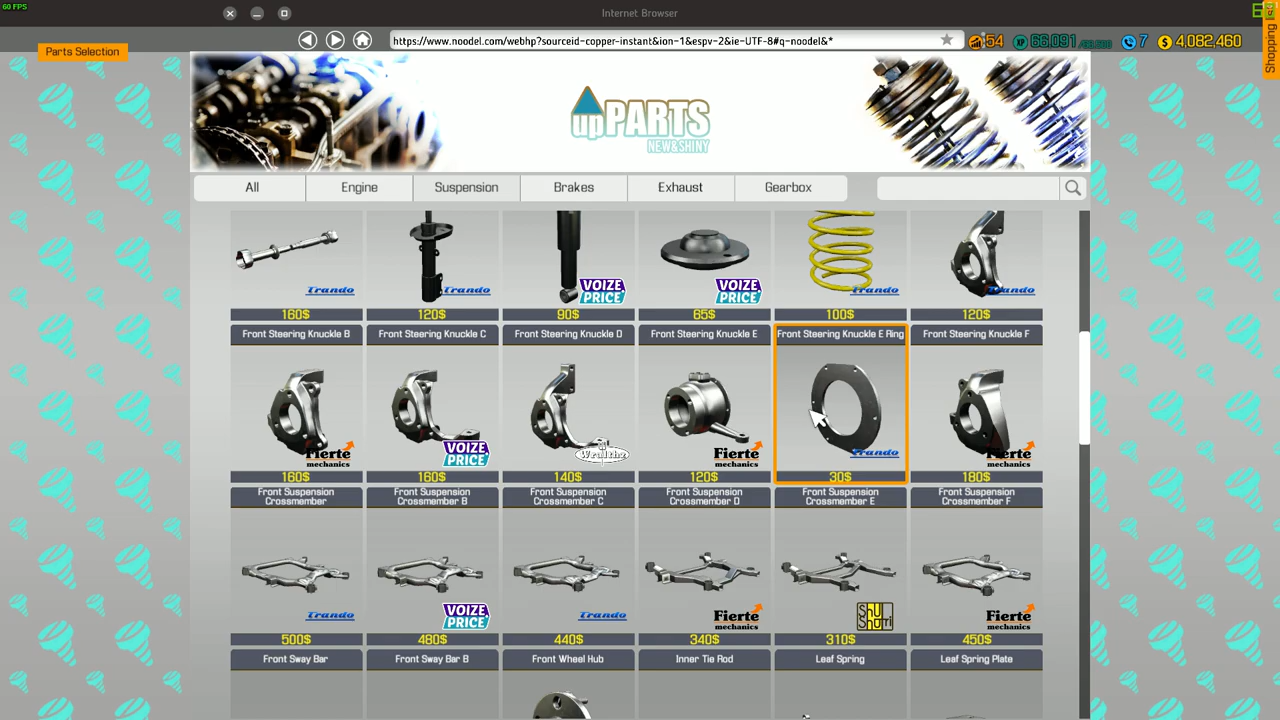 60 FPS
Internet Browser
Parts Selection
https://www.noodel.com/webhp?sourceid-copper-instant&ion-1&espv-2&ie-UTF-8#q-noodel&*
54
66,091
7
$ 4,082,460
Shopping
upPARTS
NEW&SHINY
All
Engine
Suspension
Brakes
Exhaust
Gearbox
Trando
Trando
VOIZE PRICE
VOIZE PRICE
Trando
Trando
160$
120$
90$
65$
100$
120$
Front Steering Knuckle B
Front Steering Knuckle C
Front Steering Knuckle D
Front Steering Knuckle E
Front Steering Knuckle E Ring
Front Steering Knuckle F
Fierte mechanics
VOIZE PRICE
Fierte mechanics
Trando
Fierte mechanics
160$
160$
140$
120$
30$
180$
Front Suspension Crossmember
Front Suspension Crossmember B
Front Suspension Crossmember C
Front Suspension Crossmember D
Front Suspension Crossmember E
Front Suspension Crossmember F
Trando
VOIZE PRICE
Trando
Fierte mechanics
Fierte mechanics
500$
480$
440$
340$
310$
450$
Front Sway Bar
Front Sway Bar B
Front Wheel Hub
Inner Tie Rod
Leaf Spring
Leaf Spring Plate